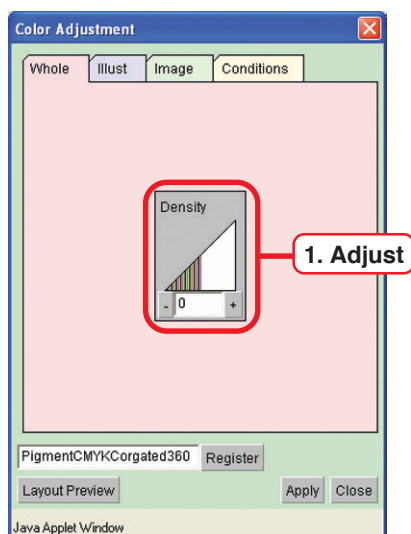 Color Adjustment
Whole Illust Image Conditions
Density
1. Adjust
- 0 +
PigmentCMYKCorgated360 Register
Layout Preview Apply Close
Java Applet Window